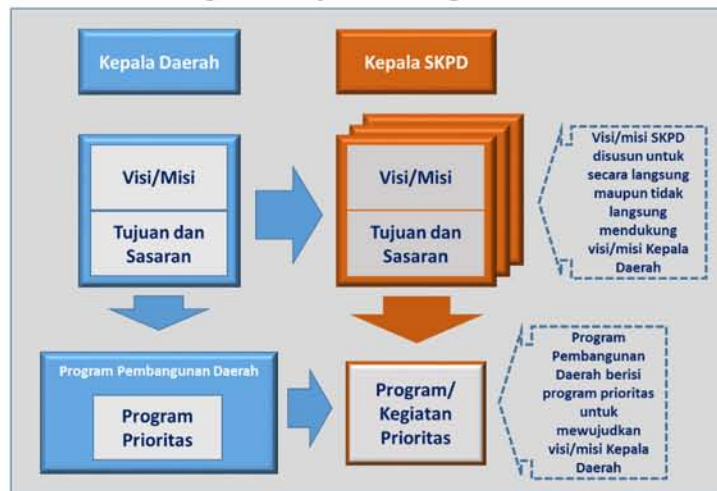 Kepala Daerah
Kepala SKPD
Visi/Misi
Tujuan dan
Sasaran
Visi/Misi
Tujuan dan
Sasaran
Visi/misi SKPD
disusun untuk
secara langsung
maupun tidak
langsung
mendukung
visi/misi Kepala
Daerah
Program Pembangunan Daerah
Program
Prioritas
Program/
Kegiatan
Prioritas
Program
Pembangunan
Daerah berisi
program prioritas
untuk
mewujudkan
visi/misi Kepala
Daerah